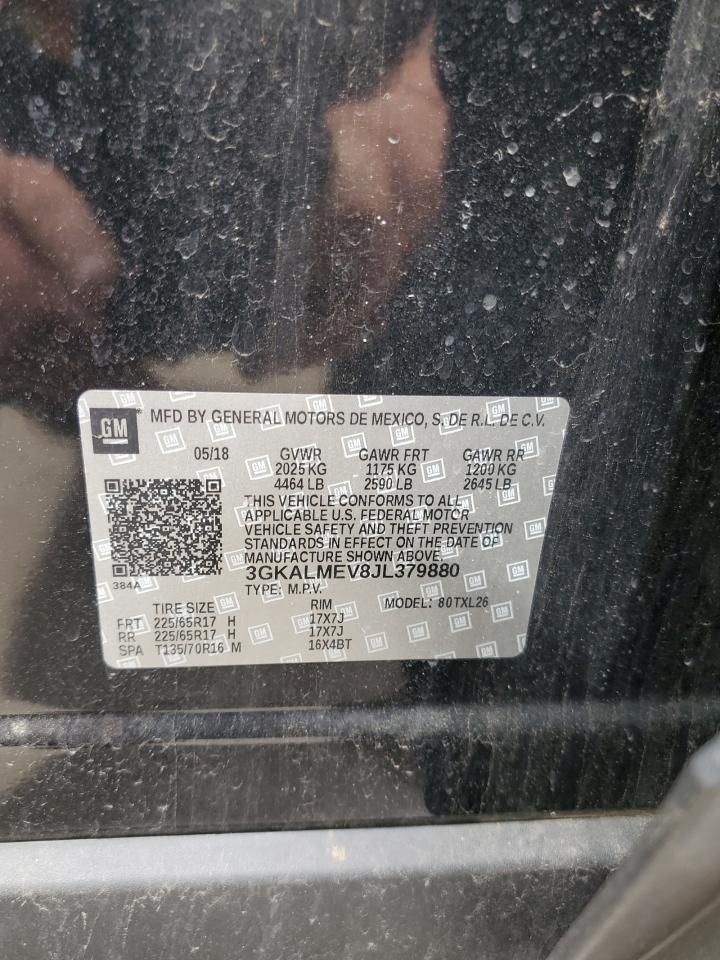 GM MFD BY GENERAL MOTORS DE MEXICO, S. DE R.L. DE C.V.
05/18 GVWR GAWR FRT GAWR RR
2025 KG 1175 KG 1200 KG
4464 LB 2590 LB 2645 LB
THIS VEHICLE CONFORMS TO ALL
APPLICABLE U.S. FEDERAL MOTOR
VEHICLE SAFETY AND THEFT PREVENTION
STANDARDS IN EFFECT ON THE DATE OF
MANUFACTURE SHOWN ABOVE.
384A 3GKALMEV8JL379880
TYPE: M.P.V. MODEL: 80TXL26
TIRE SIZE RIM
FRT 225/65R17 H 17X7J
RR 225/65R17 H 17X7J
SPA T135/70R16 M 16X4BT